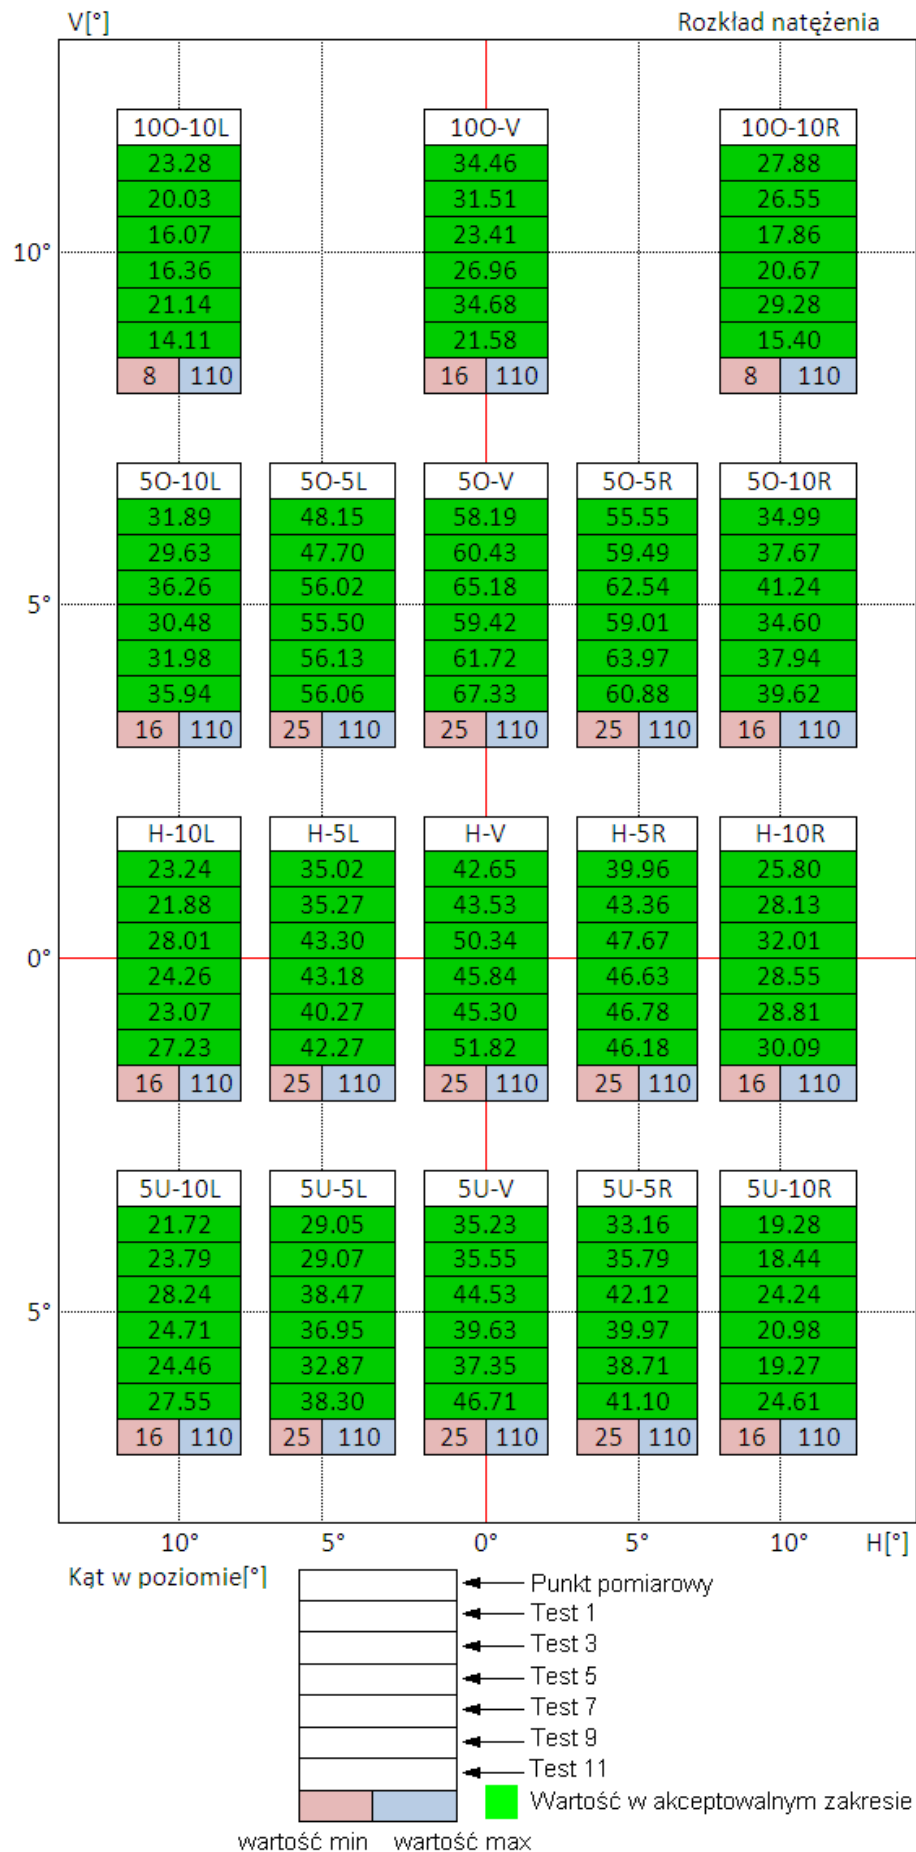 V[°] Rozkład natężenia
10O-10L 10O-V 10O-10R
23.28 34.46 27.88
20.03 31.51 26.55
16.07 23.41 17.86
10°
16.36 26.96 20.67
21.14 34.68 29.28
14.11 21.58 15.40
8 110 16 110 8 110
5O-10L 5O-5L 5O-V 5O-5R 5O-10R
31.89 48.15 58.19 55.55 34.99
29.63 47.70 60.43 59.49 37.67
36.26 56.02 65.18 62.54 41.24
5°
30.48 55.50 59.42 59.01 34.60
31.98 56.13 61.72 63.97 37.94
35.94 56.06 67.33 60.88 39.62
16 110 25 110 25 110 25 110 16 110
H-10L H-5L H-V H-5R H-10R
23.24 35.02 42.65 39.96 25.80
21.88 35.27 43.53 43.36 28.13
28.01 43.30 50.34 47.67 32.01
0°
24.26 43.18 45.84 46.63 28.55
23.07 40.27 45.30 46.78 28.81
27.23 42.27 51.82 46.18 30.09
16 110 25 110 25 110 25 110 16 110
5U-10L 5U-5L 5U-V 5U-5R 5U-10R
21.72 29.05 35.23 33.16 19.28
23.79 29.07 35.55 35.79 18.44
28.24 38.47 44.53 42.12 24.24
5°
24.71 36.95 39.63 39.97 20.98
24.46 32.87 37.35 38.71 19.27
27.55 38.30 46.71 41.10 24.61
16 110 25 110 25 110 25 110 16 110
10° 5° 0° 5° 10° H[°]
Kąt w poziomie[°]
Punkt pomiarowy
Test 1
Test 3
Test 5
Test 7
Test 9
Test 11
Wartość w akceptowalnym zakresie
wartość min wartość max